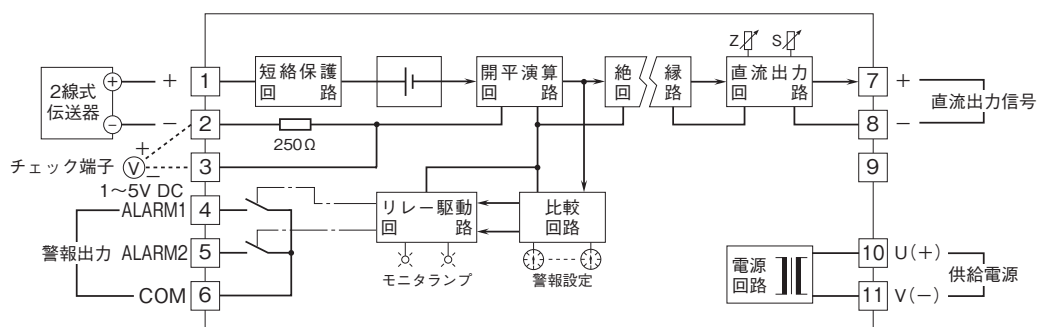 Z S
2線式
伝送器
+ + 1
短絡保護
回 路
開平演算
回 路
絶 縁
回 路
直流出力
回 路
7 +
− − 2
250Ω
8 −
直流出力信号
チェック端子 V + −
3
9
1～5V DC
ALARM1 4
リレー駆動
回 路
比較
回路
警報出力 ALARM2 5
モニタランプ
警報設定
COM 6
電源
回路
10 U(+)
供給電源
11 V(−)